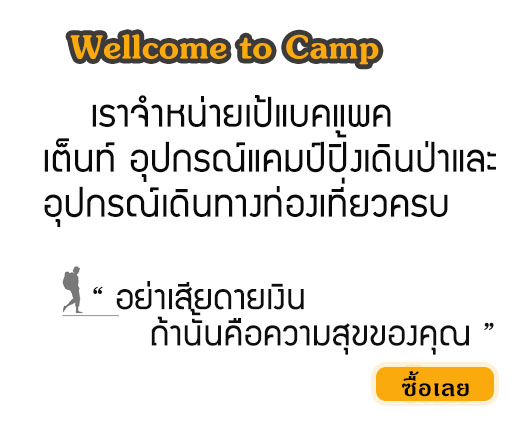 Wellcome to Camp
เราจำหน่ายเป้แบคแพค
เต็นท์ อุปกรณ์แคมป์ปิ้งเดินป่าและ
อุปกรณ์เดินทางท่องเที่ยวครบ
“ อย่าเสียดายเงิน
ถ้านั้นคือความสุขของคุณ ”
ซื้อเลย